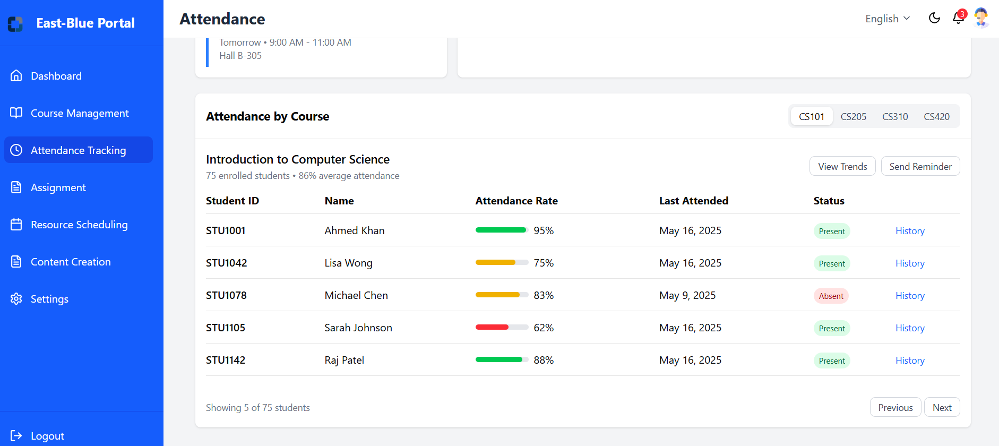 East-Blue Portal
Dashboard
Course Management
Attendance Tracking
Assignment
Resource Scheduling
Content Creation
Settings
Logout
Attendance
English
3
Tomorrow • 9:00 AM - 11:00 AM
Hall B-305
Attendance by Course
CS101 CS205 CS310 CS420
Introduction to Computer Science
75 enrolled students • 86% average attendance
View Trends Send Reminder
Student ID Name Attendance Rate Last Attended Status
STU1001 Ahmed Khan 95% May 16, 2025 Present History
STU1042 Lisa Wong 75% May 16, 2025 Present History
STU1078 Michael Chen 83% May 9, 2025 Absent History
STU1105 Sarah Johnson 62% May 16, 2025 Present History
STU1142 Raj Patel 88% May 16, 2025 Present History
Showing 5 of 75 students
Previous Next